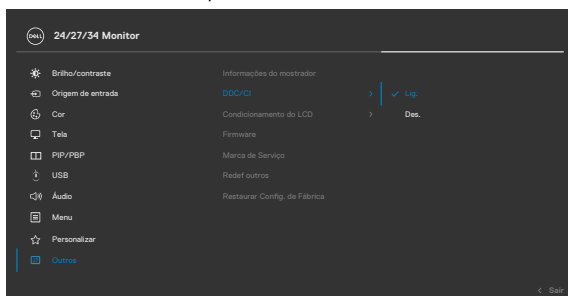 DELL
24/27/34 Monitor
Brilho/contraste
Origem de entrada
Cor
Tela
PIP/PBP
USB
Áudio
Menu
Personalizar
Outros
Informações do mostrador
DDC/CI
Condicionamento do LCD
Firmware
Marca de Serviço
Redef outros
Restaurar Config. de Fábrica
Lig.
Des.
Sair